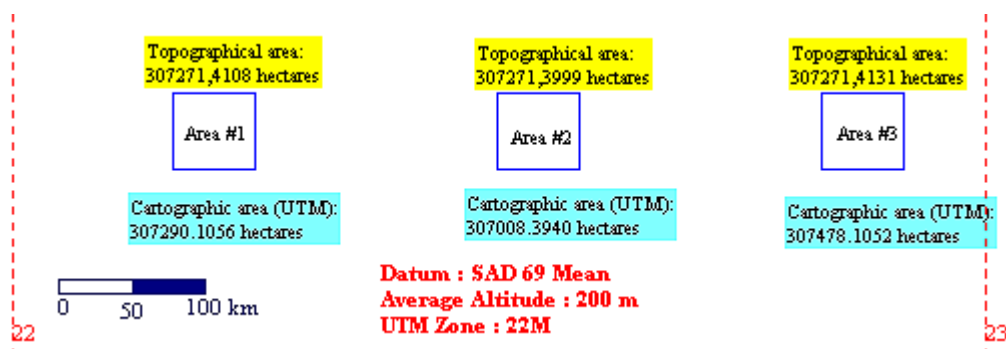 Topographical area:
307271,4108 hectares
Topographical area:
307271,3999 hectares
Topographical area:
307271,4131 hectares
Area #1
Area #2
Area #3
Cartographic area (UTM):
307290.1056 hectares
Cartographic area (UTM):
307008.3940 hectares
Cartographic area (UTM):
307478.1052 hectares
0 50 100 km
Datum : SAD 69 Mean
Average Altitude : 200 m
UTM Zone : 22M
22
23